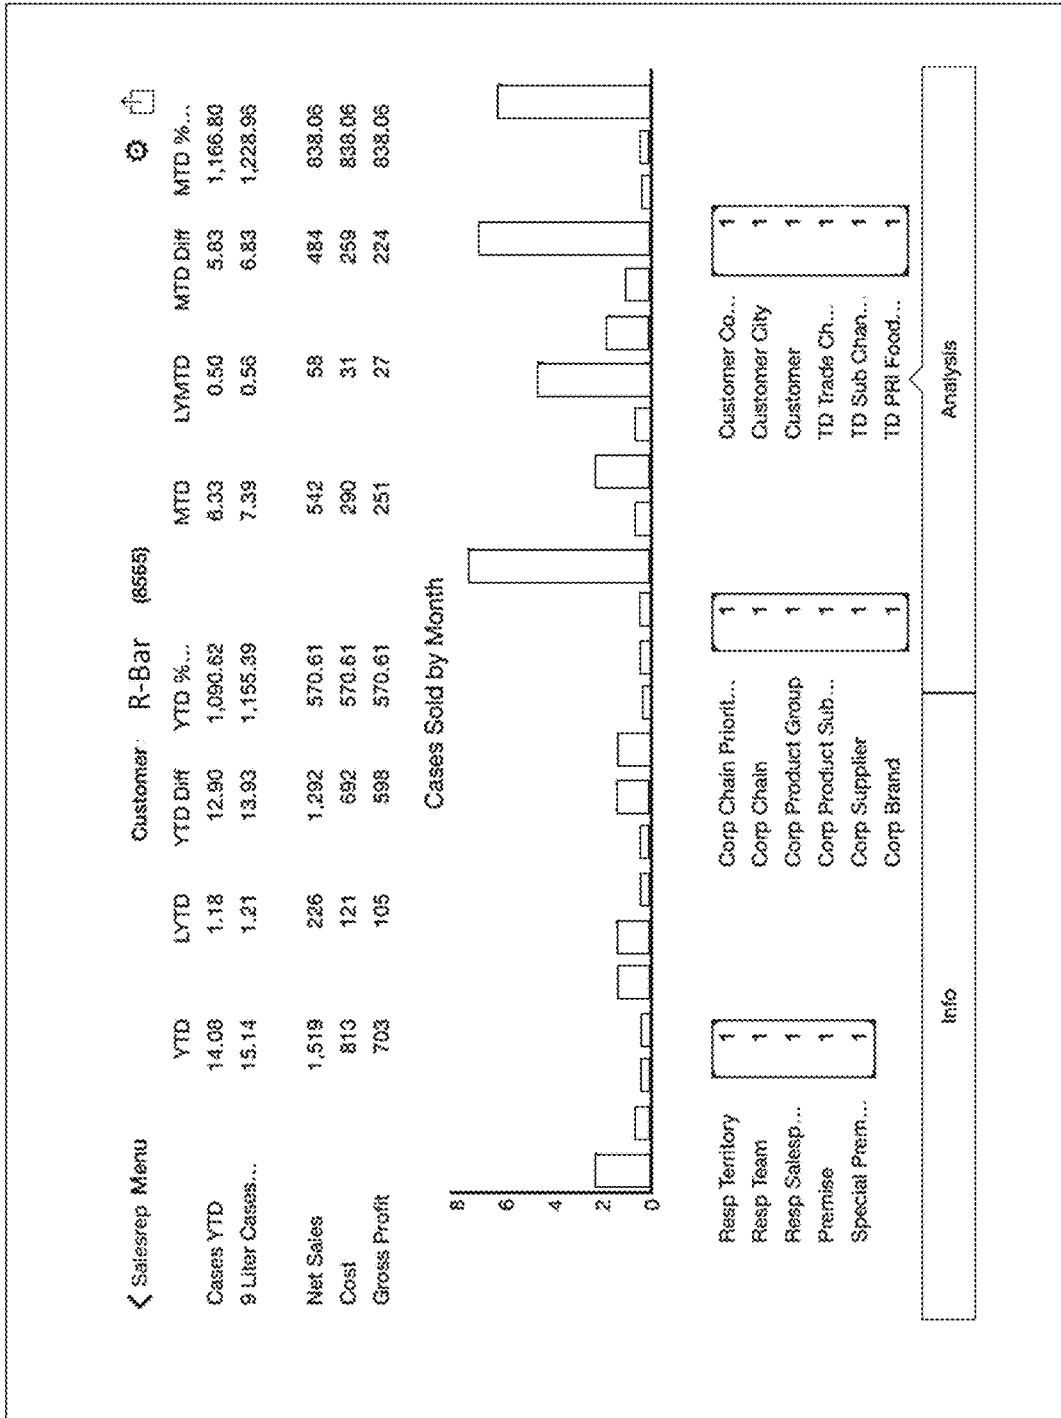 Salesrep Menu Customer: R-Bar (8565)
YTD LYTD YTD Diff YTD %... MTD LYMTD MTD Diff MTD %...
Cases YTD 14.08 1.18 12.90 1,090.62 6.33 0.50 5.83 1,166.80
9 Liter Cases... 15.14 1.21 13.93 1,155.39 7.39 0.56 6.83 1,228.96
Net Sales 1,519 226 1,292 570.61 542 58 484 838.06
Cost 813 121 692 570.61 290 31 259 838.06
Gross Profit 703 105 598 570.61 251 27 224 838.06
Cases Sold by Month
8
6
4
2
0
Resp Territory 1 Corp Chain Priorit... 1 Customer Co... 1
Resp Team 1 Corp Chain 1 Customer City 1
Resp Salesp... 1 Corp Product Group 1 Customer 1
Premise 1 Corp Product Sub... 1 TD Trade Ch... 1
Special Prem... 1 Corp Supplier 1 TD Sub Chan... 1
Corp Brand 1 TD PRI Food... 1
Info Analysis